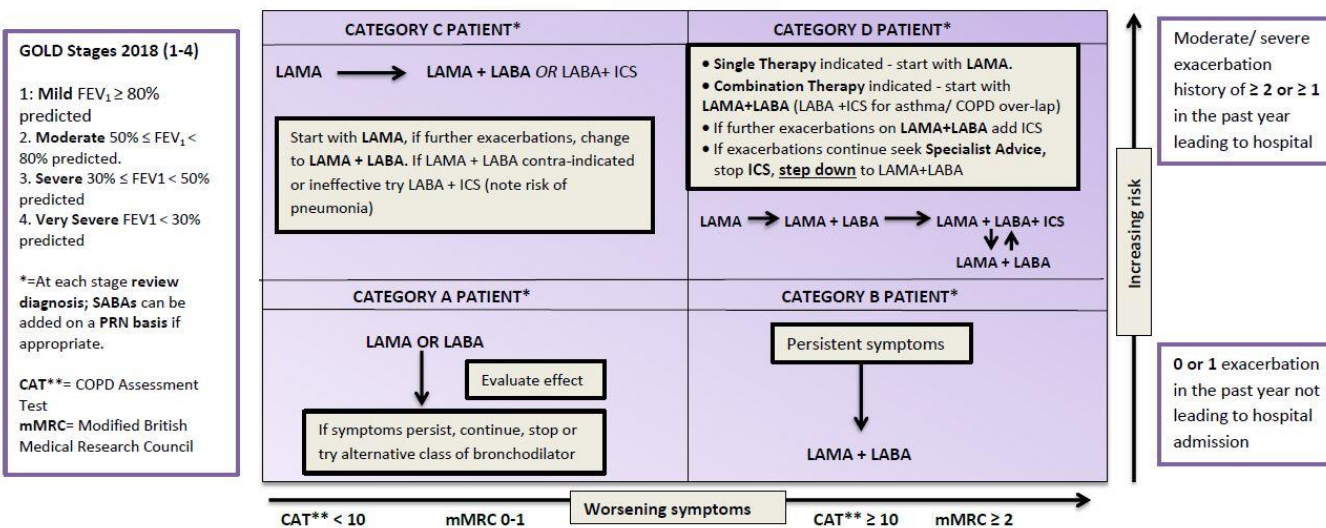 GOLD Stages 2018 (1-4)
1: Mild FEV₁ ≥ 80%
predicted
2. Moderate 50% ≤ FEV₁ <
80% predicted.
3. Severe 30% ≤ FEV1 < 50%
predicted
4. Very Severe FEV1 < 30%
predicted
*=At each stage review
diagnosis; SABAs can be
added on a PRN basis if
appropriate.
CAT**= COPD Assessment
Test
mMRC= Modified British
Medical Research Council
CATEGORY C PATIENT*
LAMA LAMA + LABA OR LABA+ ICS
Start with LAMA, if further exacerbations, change
to LAMA + LABA. If LAMA + LABA contra-indicated
or ineffective try LABA + ICS (note risk of
pneumonia)
CATEGORY D PATIENT*
• Single Therapy indicated - start with LAMA.
• Combination Therapy indicated - start with
LAMA+LABA (LABA +ICS for asthma/ COPD over-lap)
• If further exacerbations on LAMA+LABA add ICS
• If exacerbations continue seek Specialist Advice,
stop ICS, step down to LAMA+LABA
LAMA LAMA + LABA LAMA + LABA+ ICS
LAMA + LABA
CATEGORY A PATIENT*
LAMA OR LABA
Evaluate effect
If symptoms persist, continue, stop or
try alternative class of bronchodilator
CATEGORY B PATIENT*
Persistent symptoms
LAMA + LABA
Increasing risk
Moderate/ severe
exacerbation
history of ≥ 2 or ≥ 1
in the past year
leading to hospital
0 or 1 exacerbation
in the past year not
leading to hospital
admission
Worsening symptoms
CAT** < 10 mMRC 0-1 CAT** ≥ 10 mMRC ≥ 2